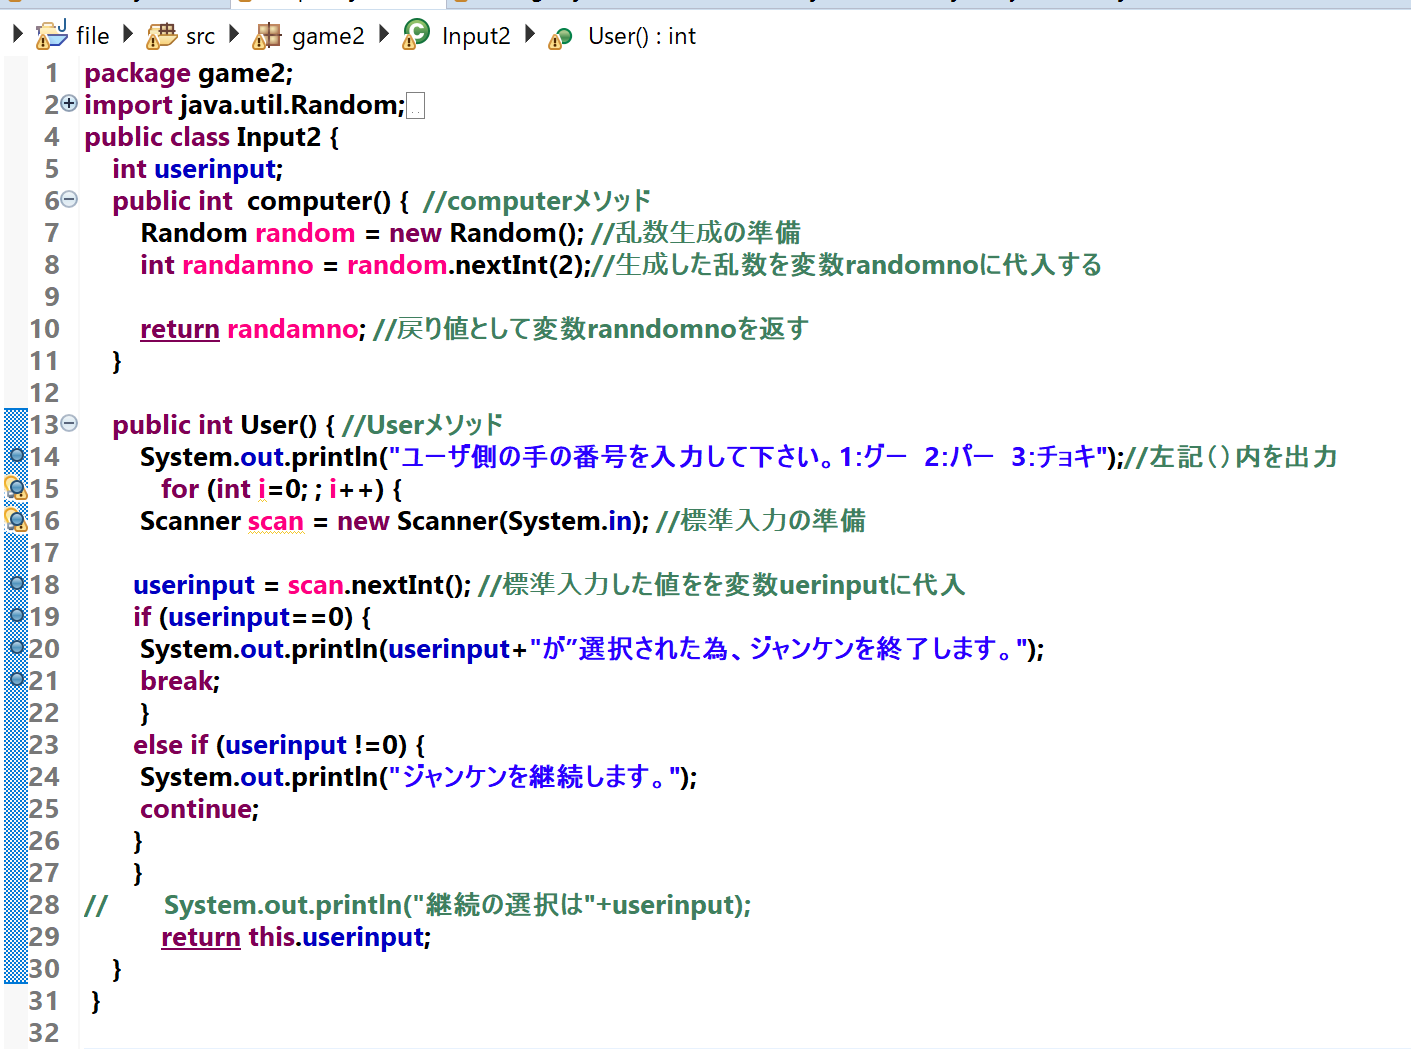 file src game2 Input2 User() : int
1 package game2;
2 import java.util.Random;
4 public class Input2 {
5 int userinput;
6 public int computer() { //computerメソッド
7 Random random = new Random(); //乱数生成の準備
8 int randamno = random.nextInt(2);//生成した乱数を変数randomnoに代入する
9
10 return randamno; //戻り値として変数ranndomnoを返す
11 }
12
13 public int User() { //Userメソッド
14 System.out.println("ユーザ側の手の番号を入力して下さい。1:グー 2:パー 3:チョキ");//左記()内を出力
15 for (int i=0; ; i++) {
16 Scanner scan = new Scanner(System.in); //標準入力の準備
17
18 userinput = scan.nextInt(); //標準入力した値をを変数uerinputに代入
19 if (userinput==0) {
20 System.out.println(userinput+"が”選択された為、ジャンケンを終了します。");
21 break;
22 }
23 else if (userinput !=0) {
24 System.out.println("ジャンケンを継続します。");
25 continue;
26 }
27 }
28 // System.out.println("継続の選択は"+userinput);
29 return this.userinput;
30 }
31 }
32